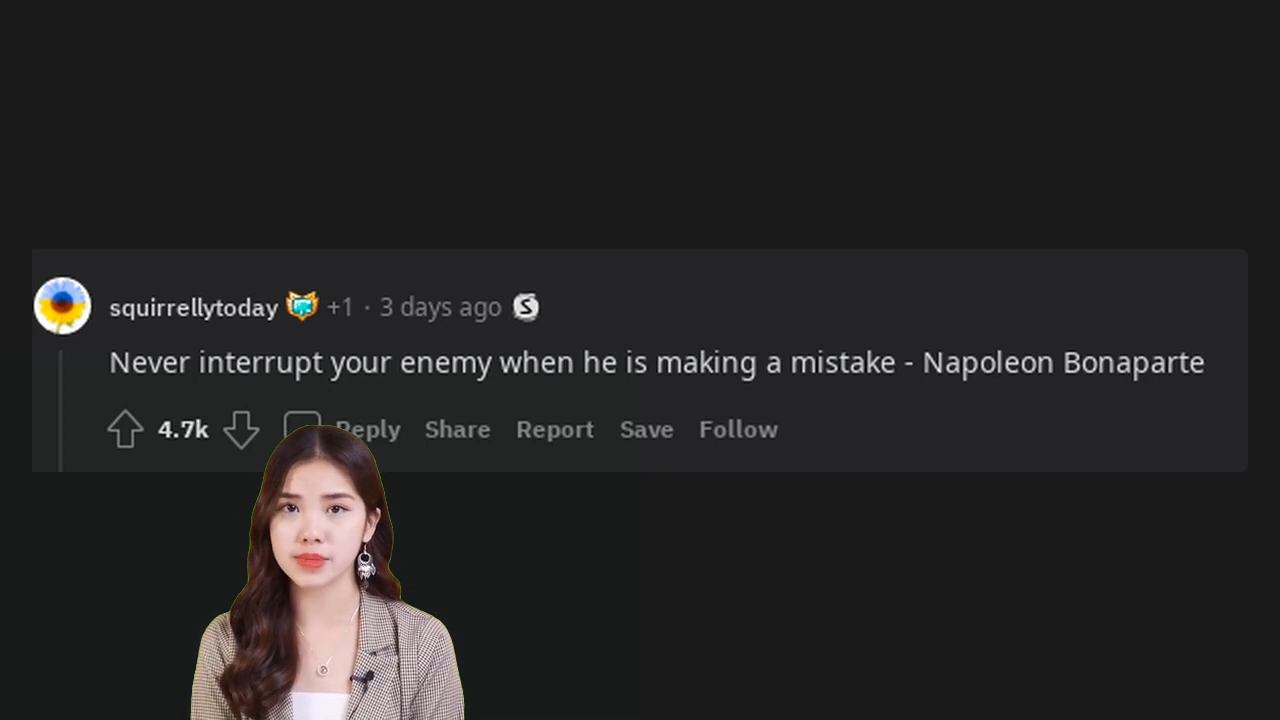 squirrellytoday +1 · 3 days ago S
Never interrupt your enemy when he is making a mistake - Napoleon Bonaparte
4.7k Reply Share Report Save Follow